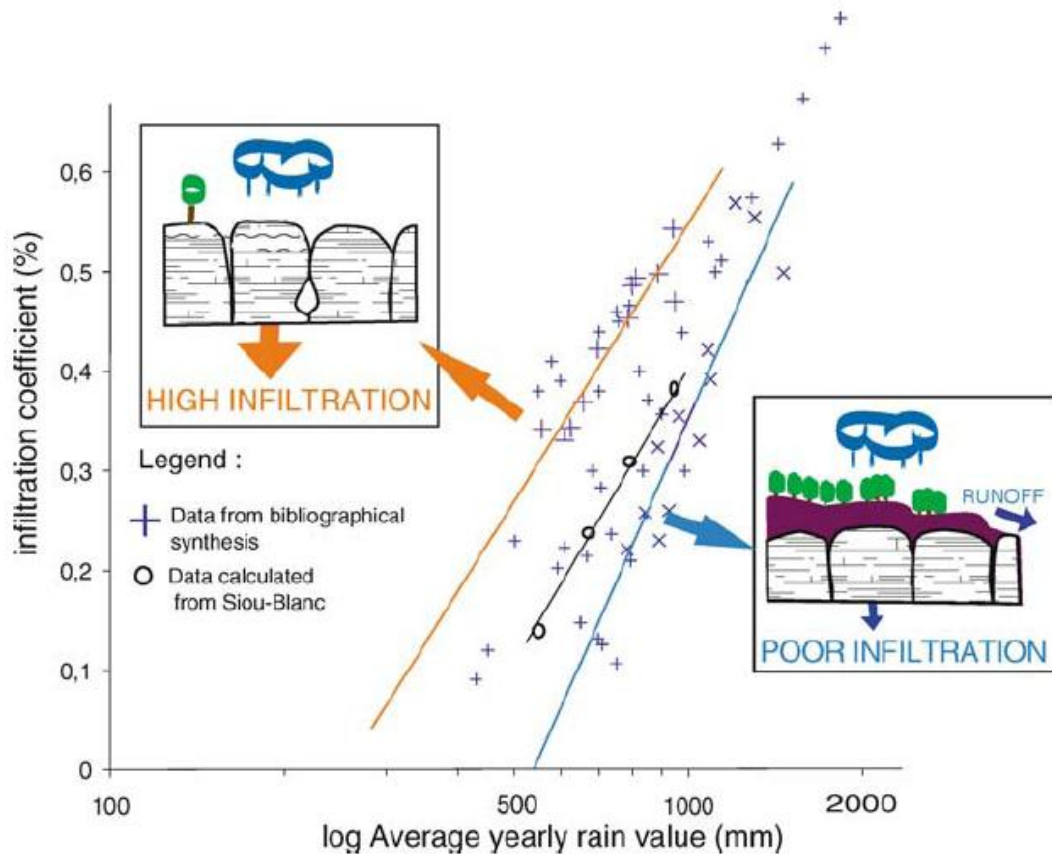 infiltration coefficient (%)
0,6
0,5
0,4
0,3
0,2
0,1
0
HIGH INFILTRATION
Legend :
Data from bibliographical
synthesis
Data calculated
from Siou-Blanc
RUNOFF
POOR INFILTRATION
100
500
1000
2000
log Average yearly rain value (mm)